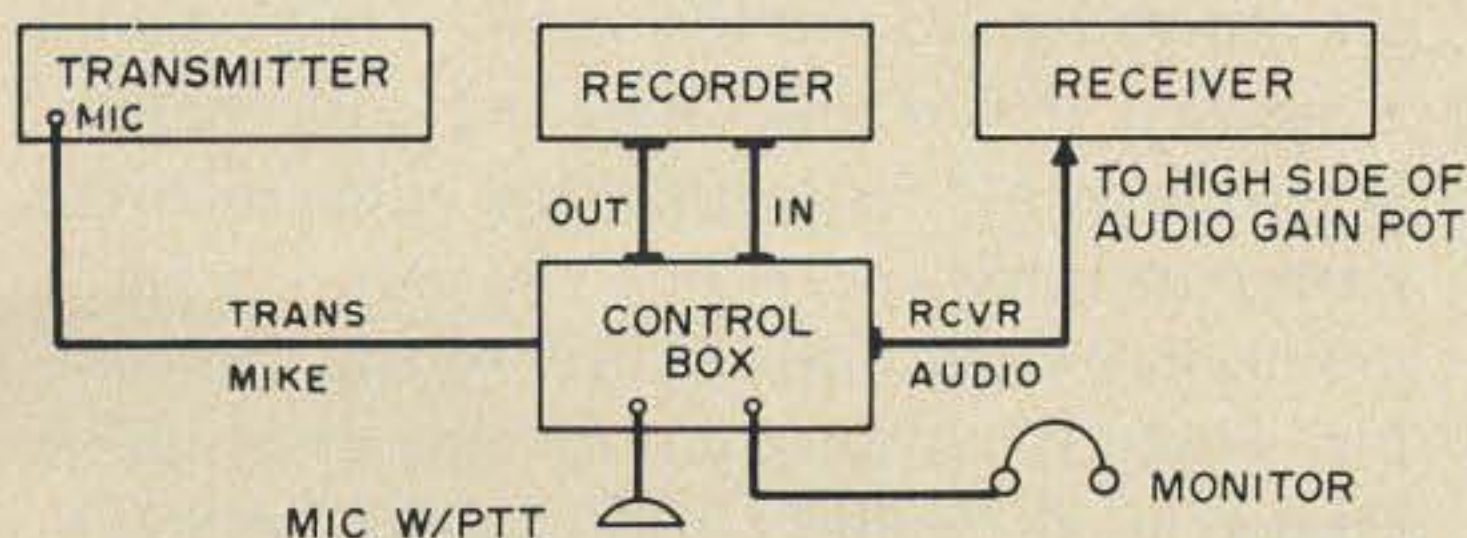 TRANSMITTER
MIC
RECORDER
RECEIVER
OUT
IN
TO HIGH SIDE OF
AUDIO GAIN POT
TRANS
MIKE
CONTROL
BOX
RCVR
AUDIO
MIC W/PTT
MONITOR